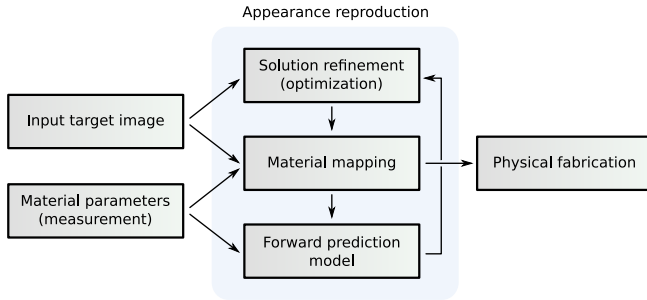 Appearance reproduction
Solution refinement
(optimization)
Input target image
Material mapping
Physical fabrication
Material parameters
(measurement)
Forward prediction
model